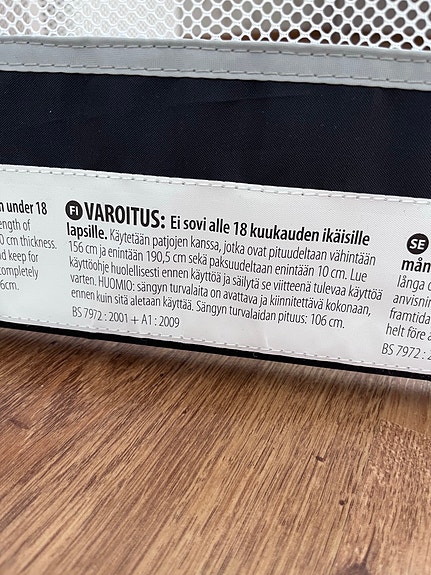 n under 18
ength of
0 cm thickness.
nd keep for
completely
6cm.
FI VAROITUS: Ei sovi alle 18 kuukauden ikäisille
lapsille. Käytetään patjojen kanssa, jotka ovat pituudeltaan vähintään
156 cm ja enintään 190,5 cm sekä paksuudeltaan enintään 10 cm. Lue
käyttöohje huolellisesti ennen käyttöä ja säilytä se viitteenä tulevaa käyttöä
varten. HUOMIO: sängyn turvalaita on avattava ja kiinnitettävä kokonaan,
ennen kuin sitä aletaan käyttää. Sängyn turvalaidan pituus: 106 cm.
BS 7972 : 2001 + A1 : 2009
SE
mån
långa o
anvisnin
framtida
helt före a
BS 7972 : 2